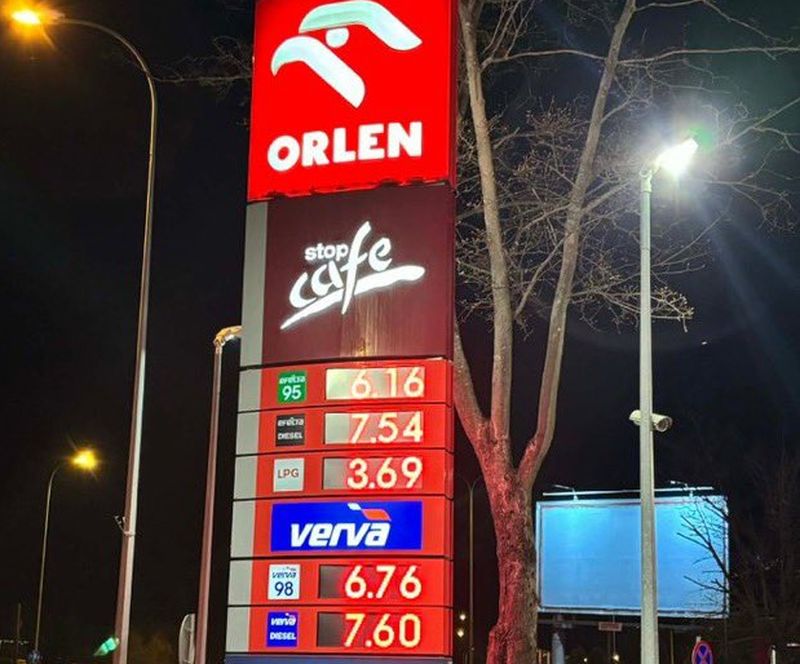 ORLEN
stop
cafe
efecta
95
6.16
efecta
DIESEL
7.54
LPG
3.69
verva
verva
98
6.76
verva
DIESEL
7.60